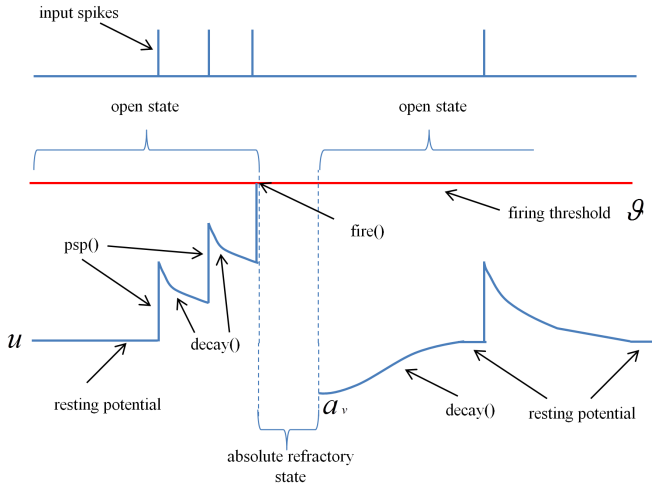 input spikes
open state
open state
fire()
firing threshold ϑ
psp()
decay()
u
resting potential
a v
decay()
resting potential
absolute refractory
state